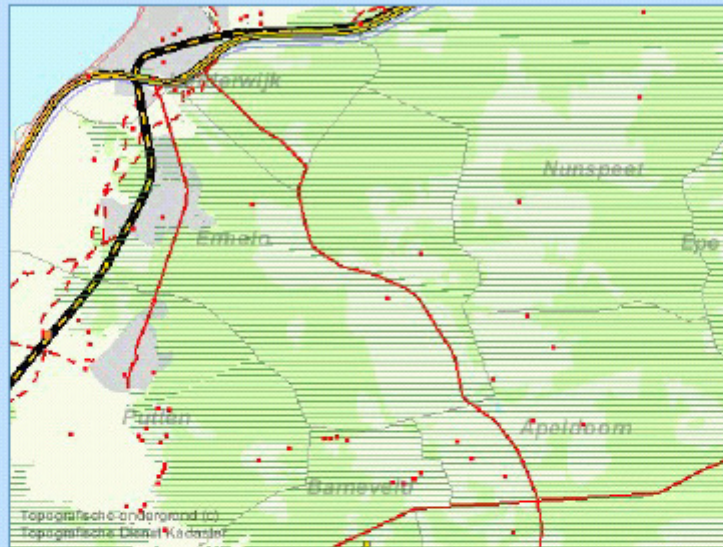 Harderwijk
Nunspeet
Ermelo
Epe
Putten
Apeldoorn
Barneveld
Topografische ondergrond (c)
Topografische Dienst Kadaster